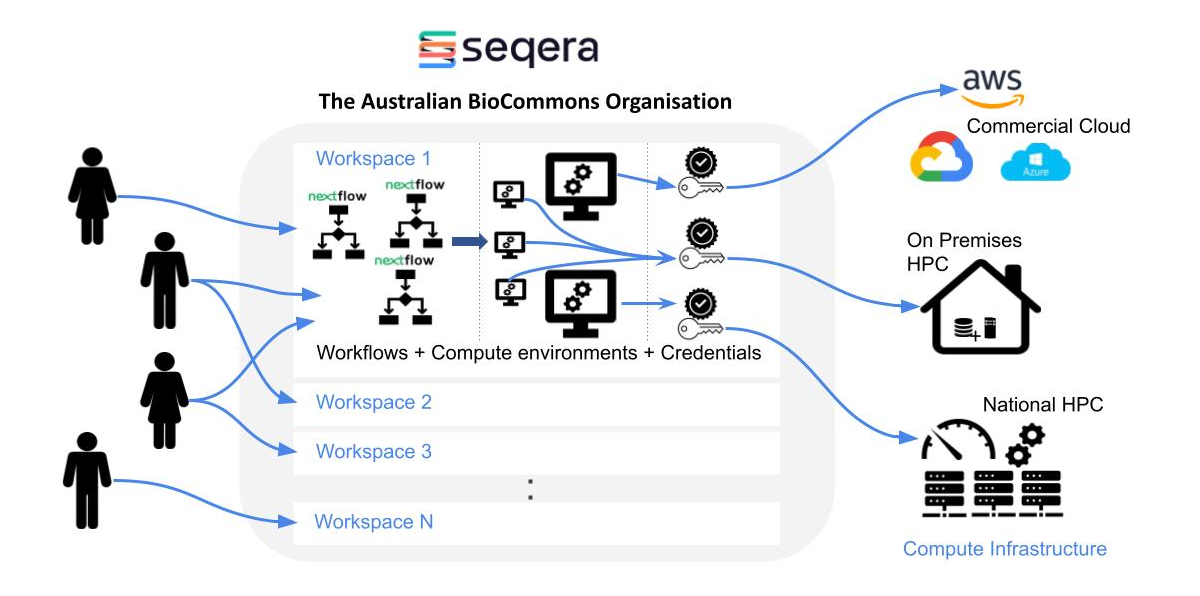 seqera
The Australian BioCommons Organisation
Workspace 1
nextflow
nextflow
nextflow
Workflows + Compute environments + Credentials
Workspace 2
Workspace 3
:
Workspace N
aws
Commercial Cloud
Azure
On Premises
HPC
+
National HPC
Compute Infrastructure